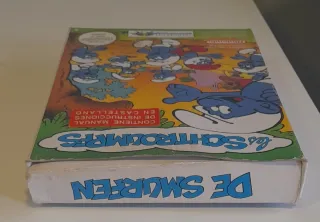 CONTIENE MANUAL
DE INSTRUCCIONES
EN CASTELLANO
Les SCHTROUMPFS
DE SMURFEN